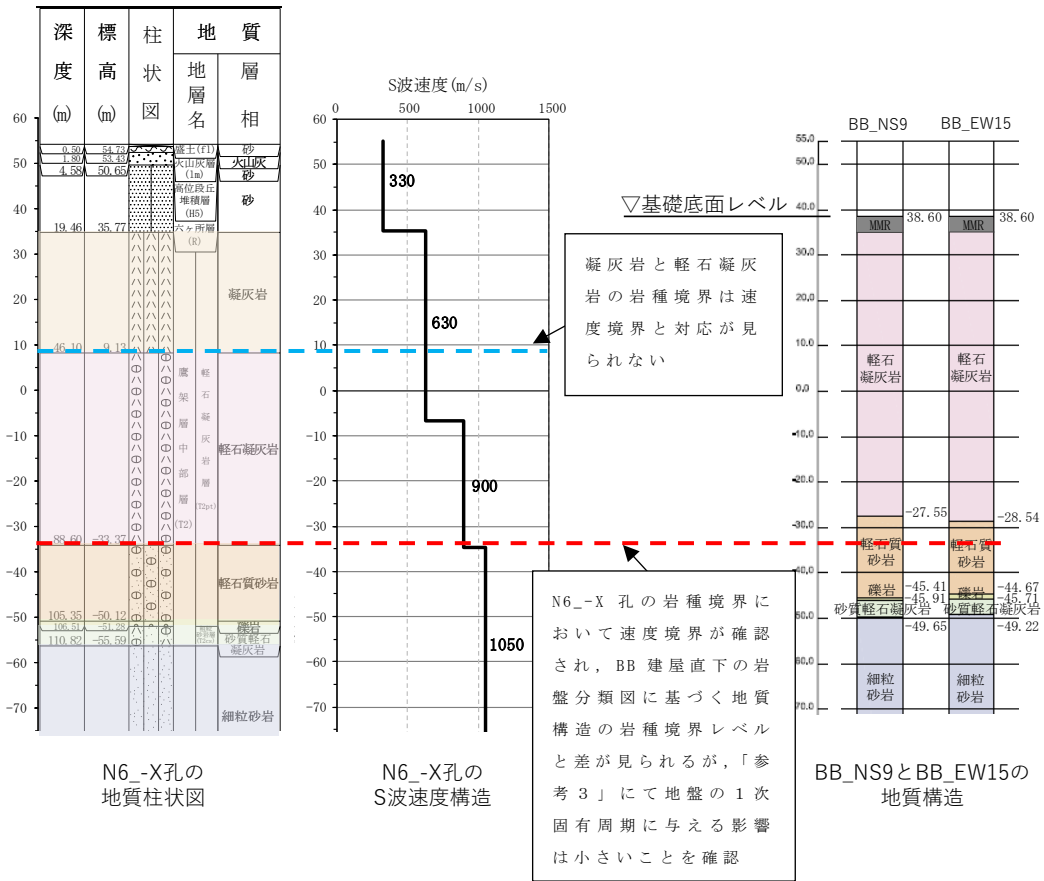 深度(m)
標高(m)
柱状図
地質
地層名
層相
60
50
40
30
20
10
0
-10
-20
-30
-40
-50
-60
-70
0.50 54.73 盛土(fl) 砂
1.80 53.43 火山灰層(lm) 火山灰
4.58 50.65 砂
高位段丘
堆積層
(H5)
砂
19.46 35.77 六ヶ所層
(R)
凝灰岩
46.10 9.13
鷹架層中部層(T2)
軽石凝灰岩層(T2pt)
軽石凝灰岩
88.60 -33.37
軽石質砂岩
105.35 -50.12
106.51 -51.28 礫岩
110.82 -55.59 砂質軽石
凝灰岩
細粒砂岩
N6_-X孔の
地質柱状図
S波速度(m/s)
0 500 1000 1500
60
50
40
30
20
10
0
-10
-20
-30
-40
-50
-60
-70
330
630
900
1050
N6_-X孔の
S波速度構造
凝灰岩と軽石凝灰
岩の岩種境界は速
度境界と対応が見
られない
N6_-X 孔の岩種境界に
おいて速度境界が確認
され，BB 建屋直下の岩
盤分類図に基づく地質
構造の岩種境界レベル
と差が見られるが，「参
考３」にて地盤の１次
固有周期に与える影響
は小さいことを確認
▽基礎底面レベル
BB_NS9 BB_EW15
55.0
50.0
40.0
30.0
20.0
10.0
0.0
-10.0
-20.0
-30.0
-40.0
-50.0
60.0
70.0
MMR 38.60 MMR 38.60
軽石
凝灰岩
軽石
凝灰岩
-27.55 -28.54
軽石質
砂岩
軽石質
砂岩
礫岩 -45.41 礫岩 -44.67
-45.91 -45.71
砂質軽石凝灰岩 砂質軽石凝灰岩
-49.65 -49.22
細粒
砂岩
細粒
砂岩
BB_NS9とBB_EW15の
地質構造